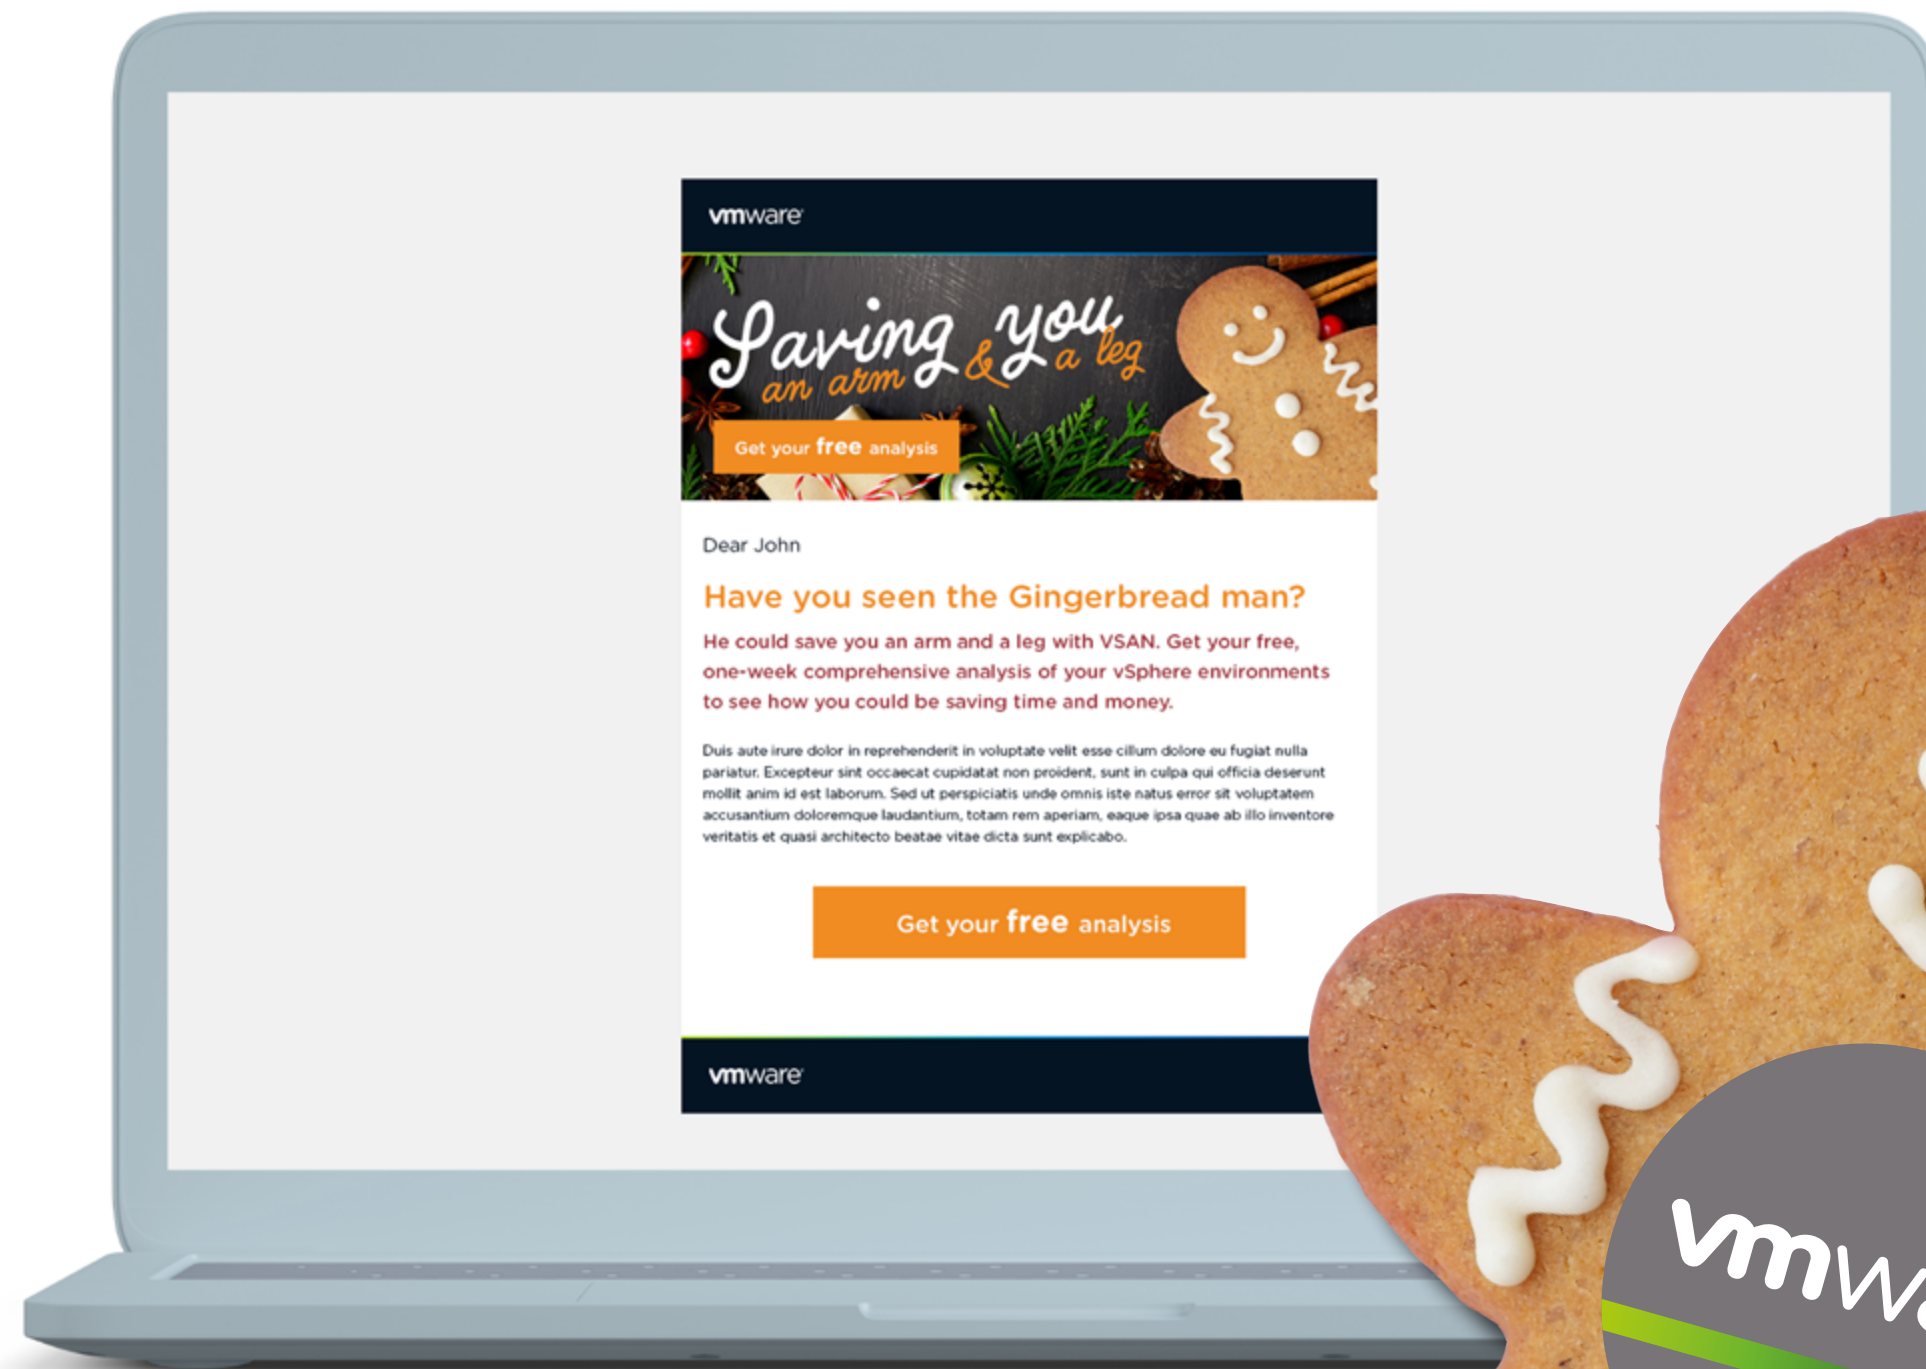 vmware
Saving you
an arm & a leg
Get your free analysis
Dear John
Have you seen the Gingerbread man?
He could save you an arm and a leg with VSAN. Get your free,
one-week comprehensive analysis of your vSphere environments
to see how you could be saving time and money.
Duis aute irure dolor in reprehenderit in voluptate velit esse cillum dolore eu fugiat nulla
pariatur. Excepteur sint occaecat cupidatat non proident, sunt in culpa qui officia deserunt
mollit anim id est laborum. Sed ut perspiciatis unde omnis iste natus error sit voluptatem
accusantium doloremque laudantium, totam rem aperiam, eaque ipsa quae ab illo inventore
veritatis et quasi architecto beatae vitae dicta sunt explicabo.
Get your free analysis
vmware